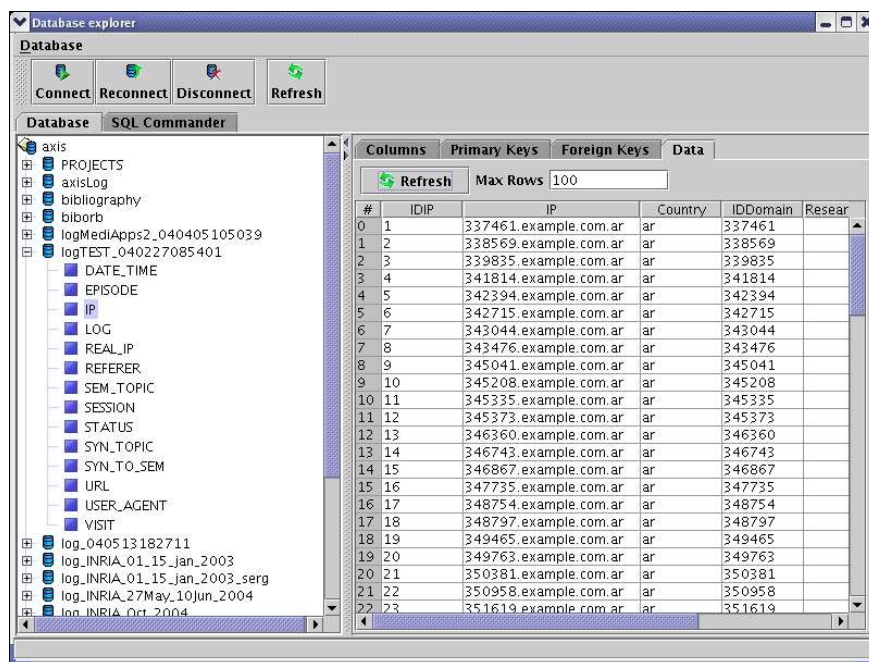 Database explorer
Database
Connect Reconnect Disconnect Refresh
Database SQL Commander
axis
PROJECTS
axisLog
bibliography
biborb
logMediApps2_040405105039
logTEST_040227085401
DATE_TIME
EPISODE
IP
LOG
REAL_IP
REFERER
SEM_TOPIC
SESSION
STATUS
SYN_TOPIC
SYN_TO_SEM
URL
USER_AGENT
VISIT
log_040513182711
log_INRIA_01_15_jan_2003
log_INRIA_01_15_jan_2003_serg
log_INRIA_27May_10Jun_2004
log_INRIA_Oct_2004
Columns Primary Keys Foreign Keys Data
Refresh Max Rows 100
# IDIP IP Country IDDomain Resear
0 1 337461.example.com.ar ar 337461
1 2 338569.example.com.ar ar 338569
2 3 339835.example.com.ar ar 339835
3 4 341814.example.com.ar ar 341814
4 5 342394.example.com.ar ar 342394
5 6 342715.example.com.ar ar 342715
6 7 343044.example.com.ar ar 343044
7 8 343476.example.com.ar ar 343476
8 9 345041.example.com.ar ar 345041
9 10 345208.example.com.ar ar 345208
10 11 345335.example.com.ar ar 345335
11 12 345373.example.com.ar ar 345373
12 13 346360.example.com.ar ar 346360
13 14 346743.example.com.ar ar 346743
14 15 346867.example.com.ar ar 346867
15 16 347735.example.com.ar ar 347735
16 17 348754.example.com.ar ar 348754
17 18 348797.example.com.ar ar 348797
18 19 349465.example.com.ar ar 349465
19 20 349763.example.com.ar ar 349763
20 21 350381.example.com.ar ar 350381
21 22 350958.example.com.ar ar 350958
22 23 351619.example.com.ar ar 351619